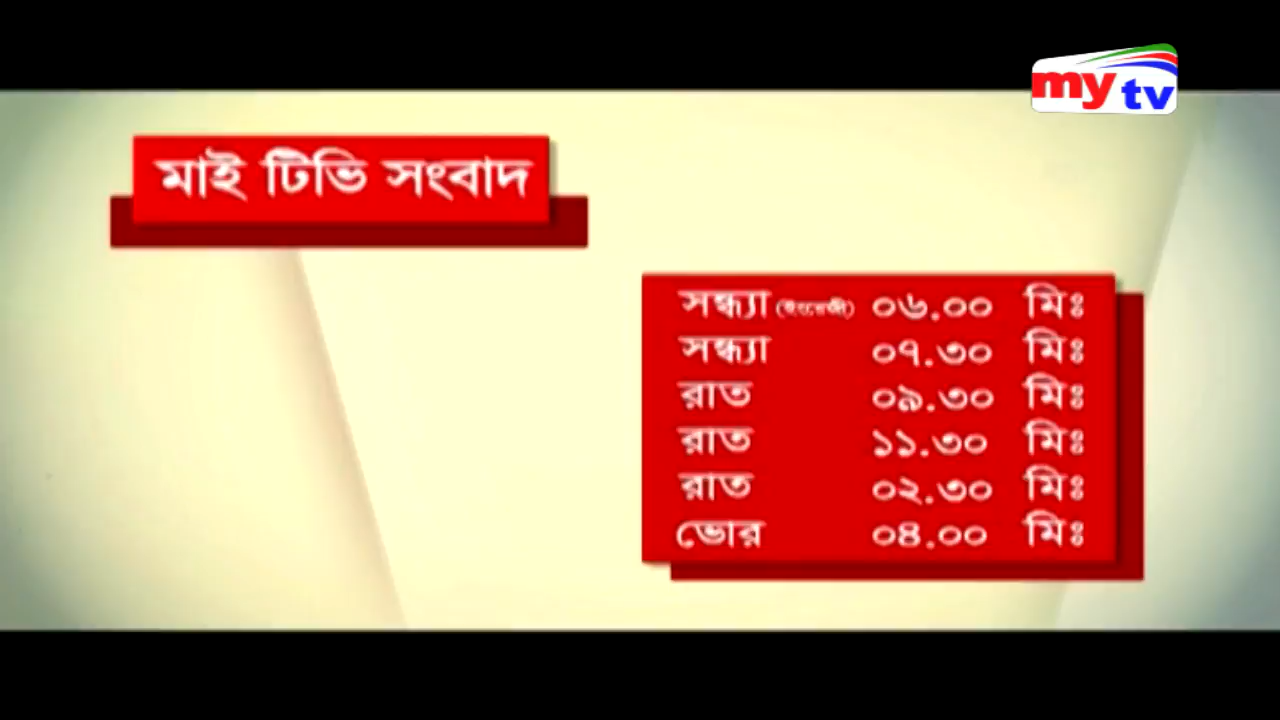 my tv
মাই টিভি সংবাদ
সন্ধ্যা (ইংরেজী) ০৬.০০ মিঃ
সন্ধ্যা ০৭.৩০ মিঃ
রাত ০৯.৩০ মিঃ
রাত ১১.৩০ মিঃ
রাত ০২.৩০ মিঃ
ভোর ০৪.০০ মিঃ